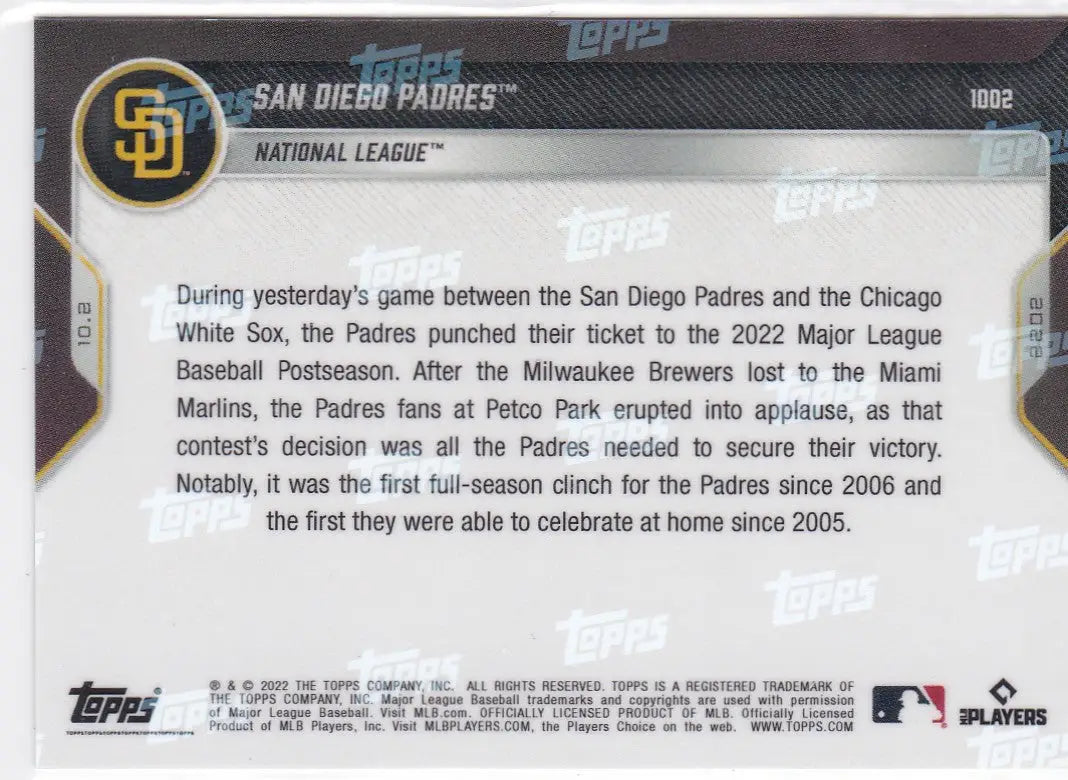 SAN DIEGO PADRES™
1002
NATIONAL LEAGUE™
SD
10.2
2022
During yesterday's game between the San Diego Padres and the Chicago
White Sox, the Padres punched their ticket to the 2022 Major League
Baseball Postseason. After the Milwaukee Brewers lost to the Miami
Marlins, the Padres fans at Petco Park erupted into applause, as that
contest's decision was all the Padres needed to secure their victory.
Notably, it was the first full-season clinch for the Padres since 2006 and
the first they were able to celebrate at home since 2005.
Topps
® & © 2022 THE TOPPS COMPANY, INC. ALL RIGHTS RESERVED. TOPPS IS A REGISTERED TRADEMARK OF
THE TOPPS COMPANY, INC. Major League Baseball trademarks and copyrights are used with permission
of Major League Baseball. Visit MLB.com. OFFICIALLY LICENSED PRODUCT OF MLB. Officially Licensed
Product of MLB Players, Inc. Visit MLBPLAYERS.COM, the Players Choice on the web. WWW.TOPPS.COM
MLB PLAYERS